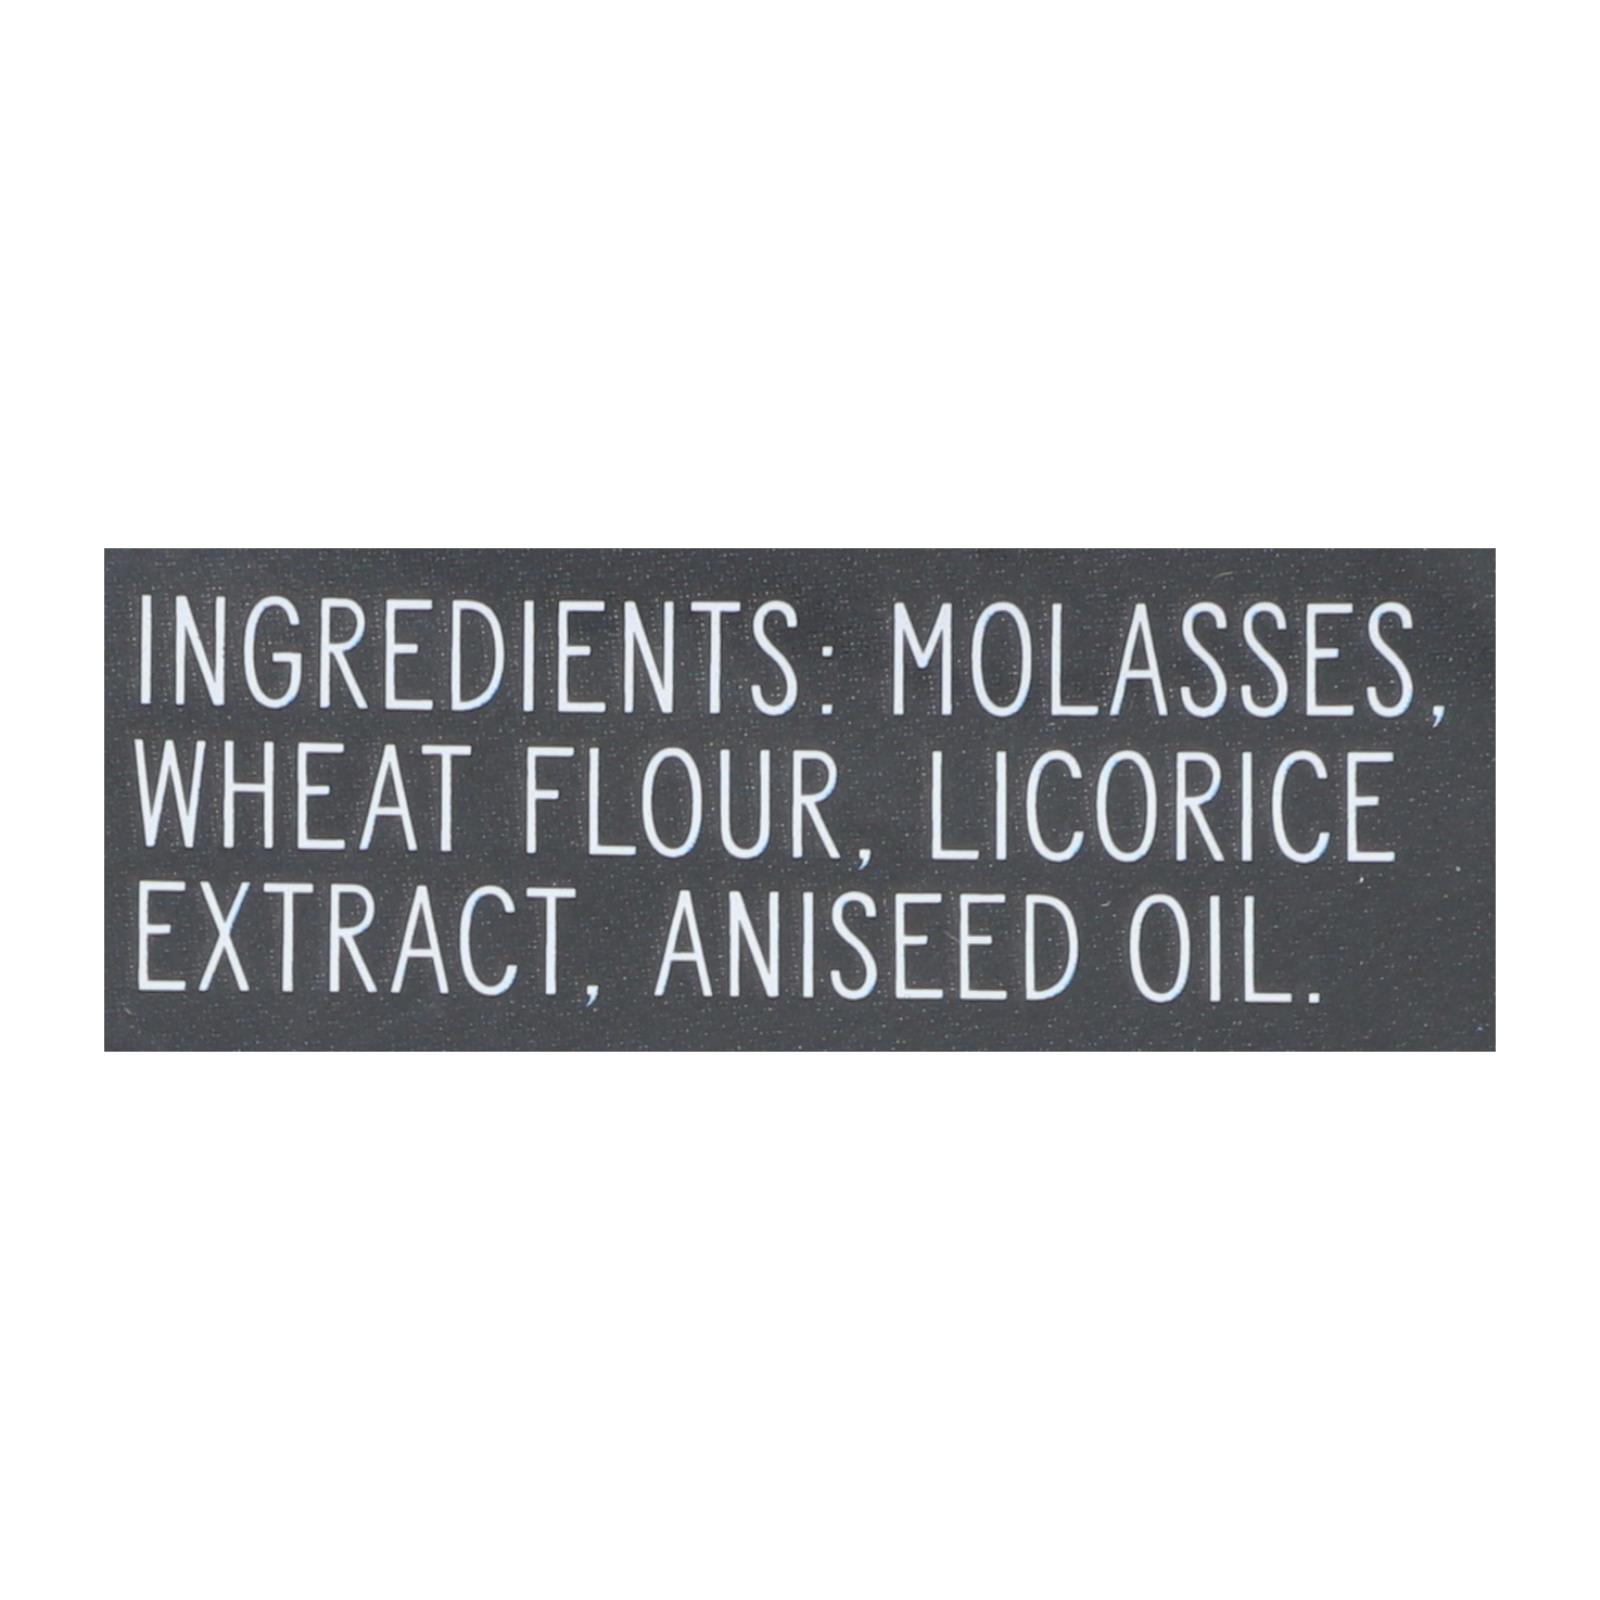 INGREDIENTS: MOLASSES,
WHEAT FLOUR, LICORICE
EXTRACT, ANISEED OIL.